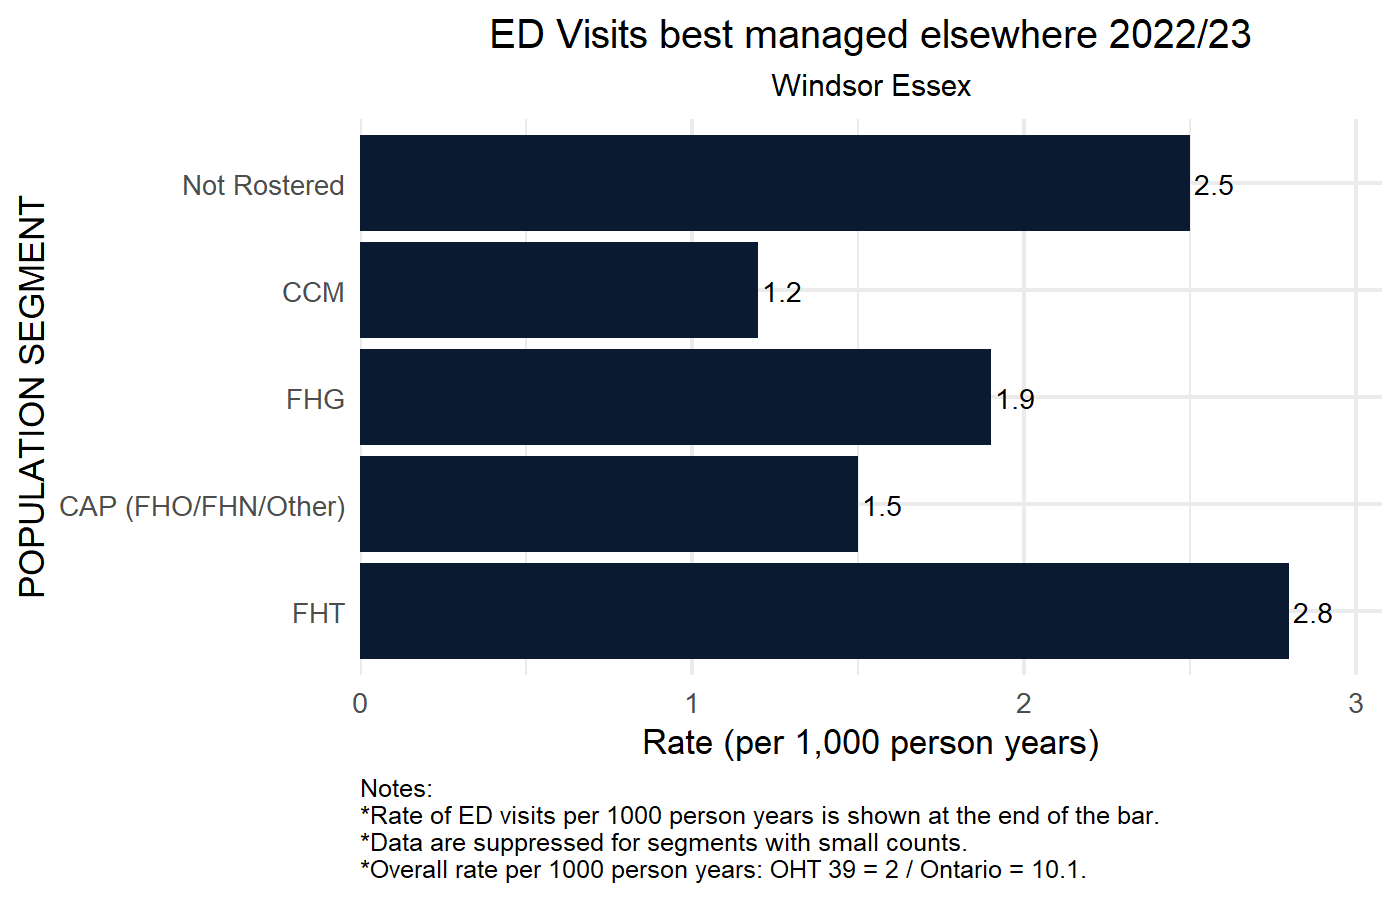 ED Visits best managed elsewhere 2022/23
Windsor Essex
POPULATION SEGMENT
Not Rostered
2.5
CCM
1.2
FHG
1.9
CAP (FHO/FHN/Other)
1.5
FHT
2.8
0
1
2
3
Rate (per 1,000 person years)
Notes:
*Rate of ED visits per 1000 person years is shown at the end of the bar.
*Data are suppressed for segments with small counts.
*Overall rate per 1000 person years: OHT 39 = 2 / Ontario = 10.1.